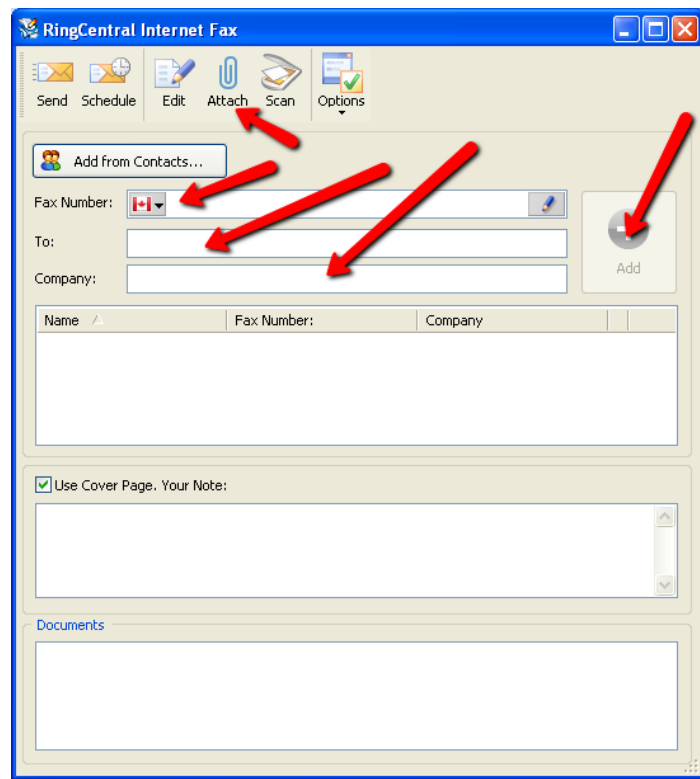 RingCentral Internet Fax
Send Schedule Edit Attach Scan Options
Add from Contacts...
Fax Number:
To:
Add
Company:
Name Fax Number: Company
Use Cover Page. Your Note:
Documents